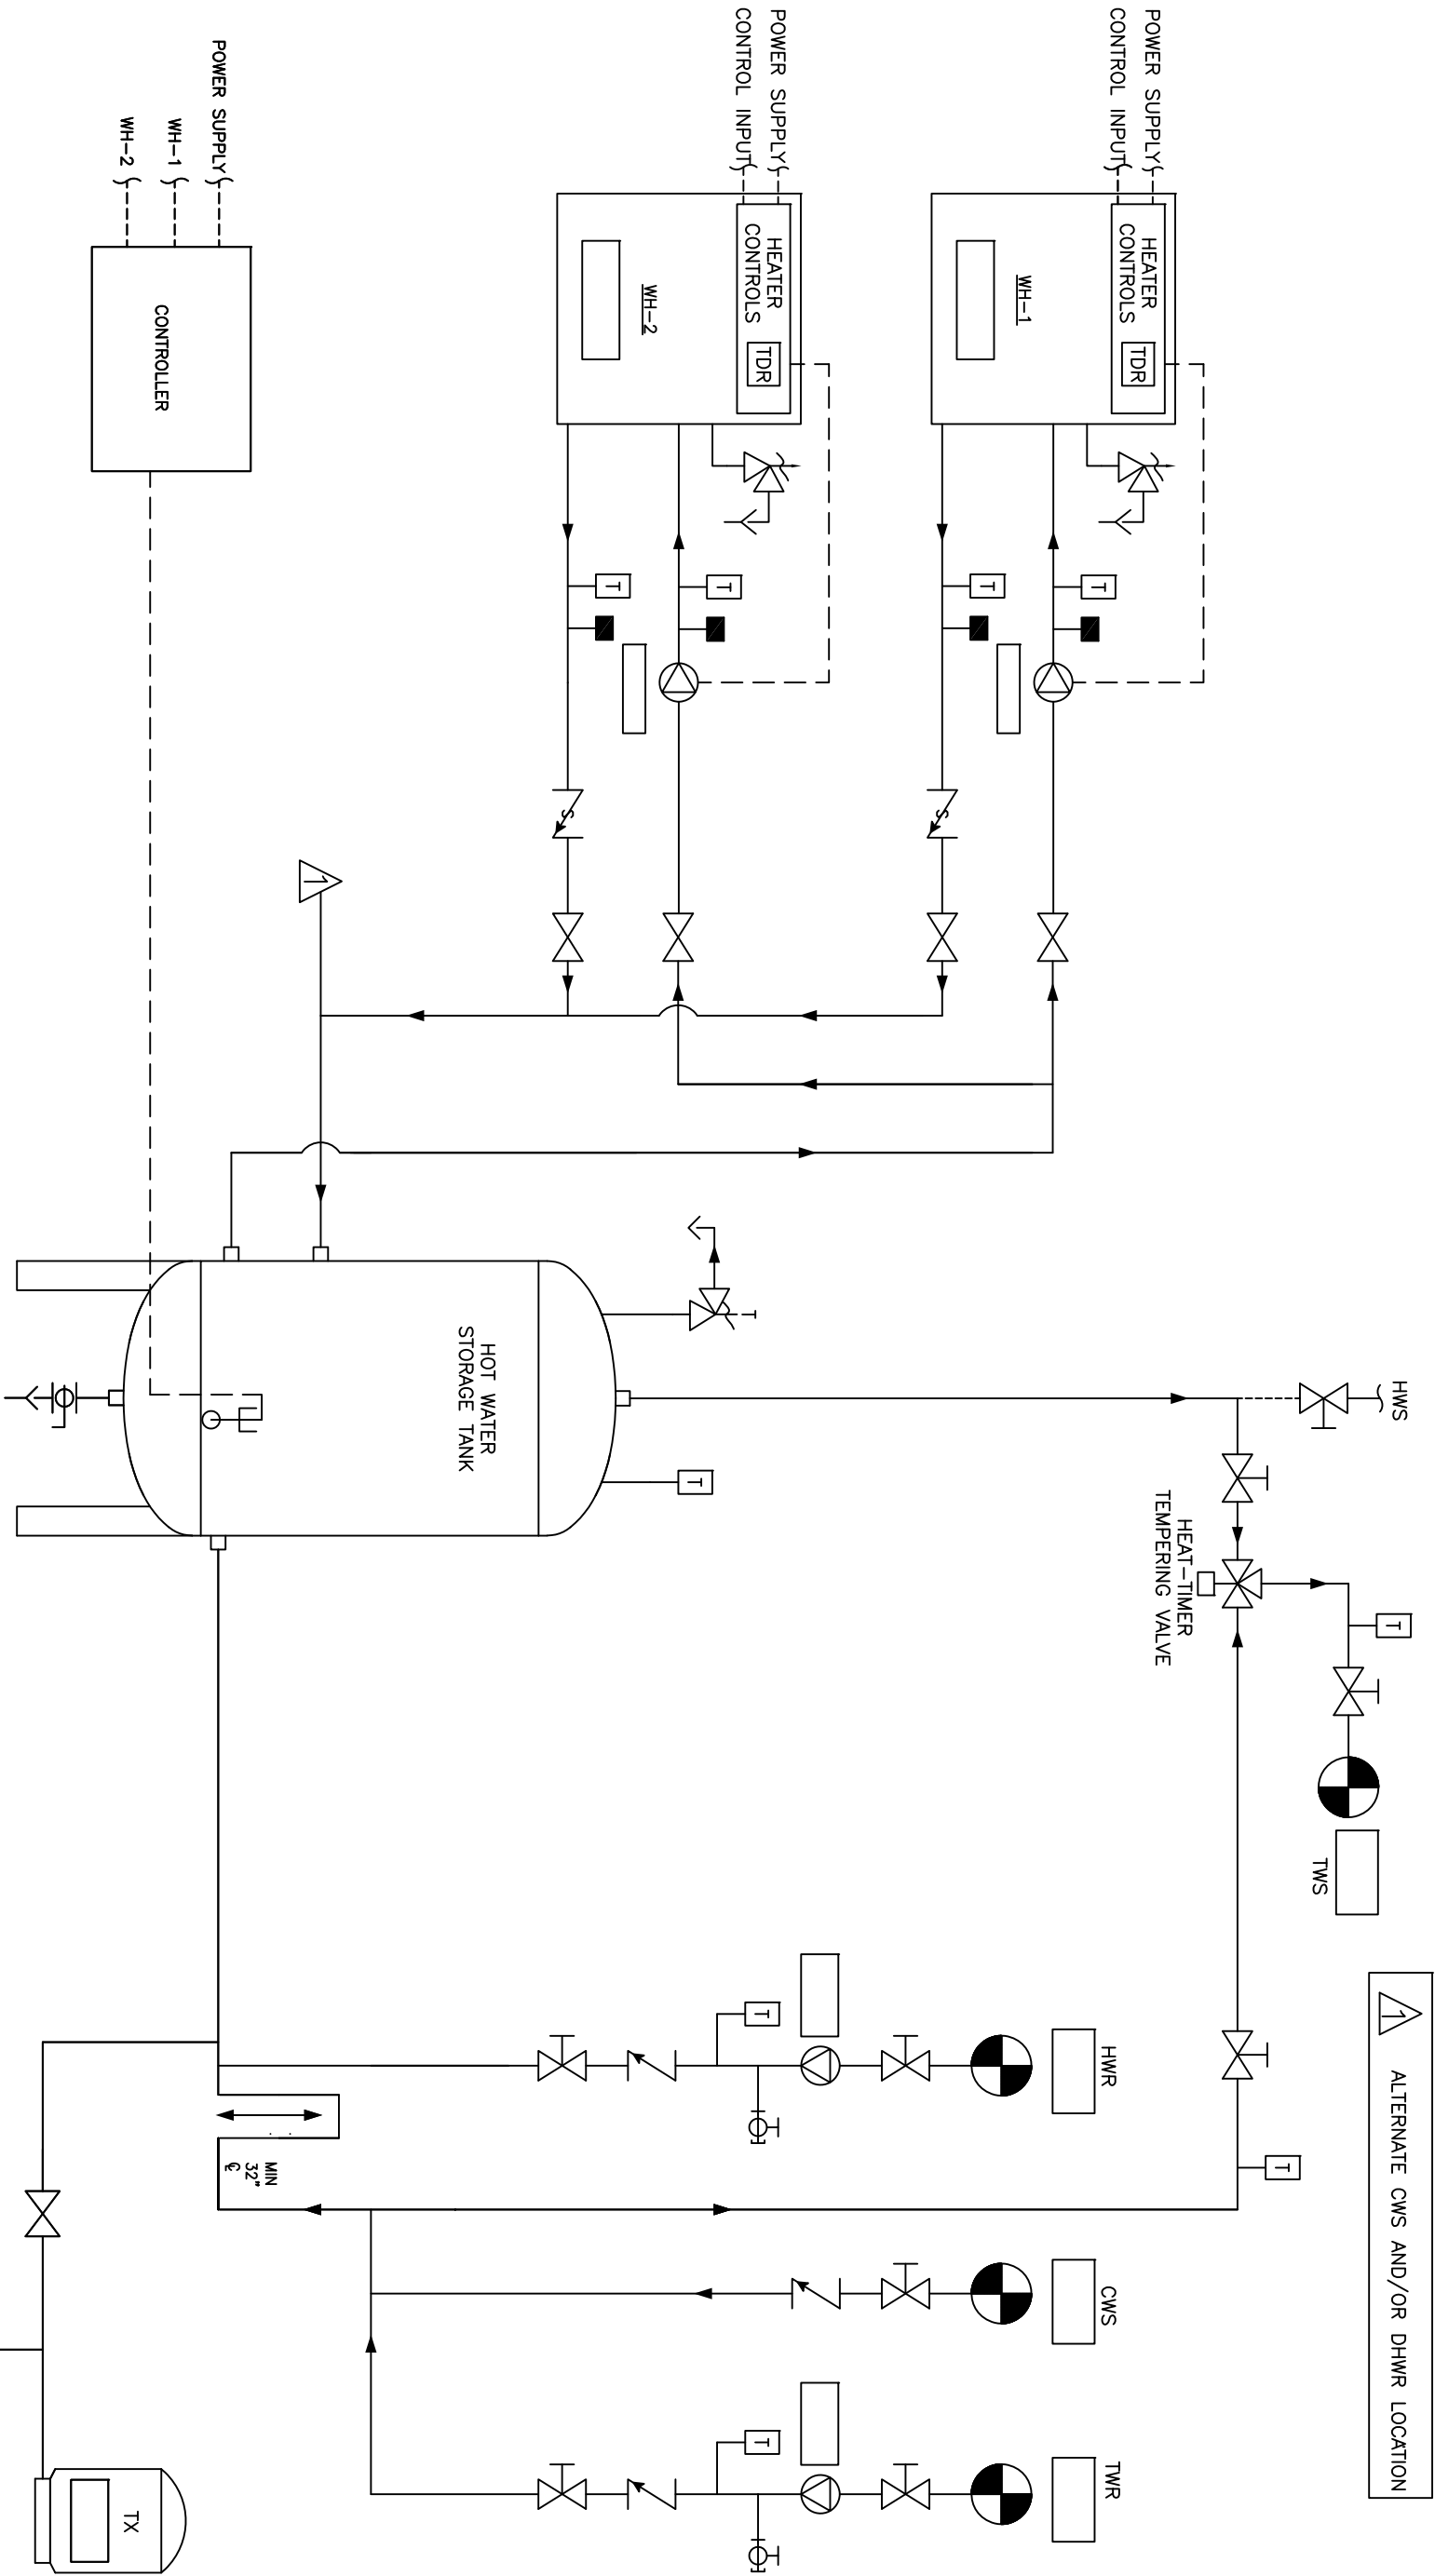 POWER SUPPLY
CONTROL INPUT
HEATER
CONTROLS
TDR
WH-1
POWER SUPPLY
CONTROL INPUT
HEATER
CONTROLS
TDR
WH-2
POWER SUPPLY
WH-1
WH-2
CONTROLLER
T
T
T
T
1
HWS
HEAT-TIMER
TEMPERING VALVE
T
TWS
T
HOT WATER
STORAGE TANK
1 ALTERNATE CWS AND/OR DHWR LOCATION
HWR
T
T
MIN
32"
℄
CWS
TWR
T
TX